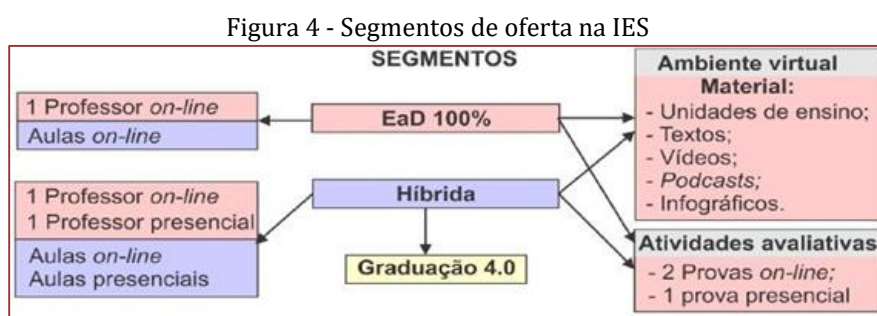 Figura 4 - Segmentos de oferta na IES
SEGMENTOS
1 Professor on-line
Aulas on-line
EaD 100%
1 Professor on-line
1 Professor presencial
Aulas on-line
Aulas presenciais
Híbrida
Graduação 4.0
Ambiente virtual
Material:
- Unidades de ensino;
- Textos;
- Vídeos;
- Podcasts;
- Infográficos.
Atividades avaliativas
- 2 Provas on-line;
- 1 prova presencial